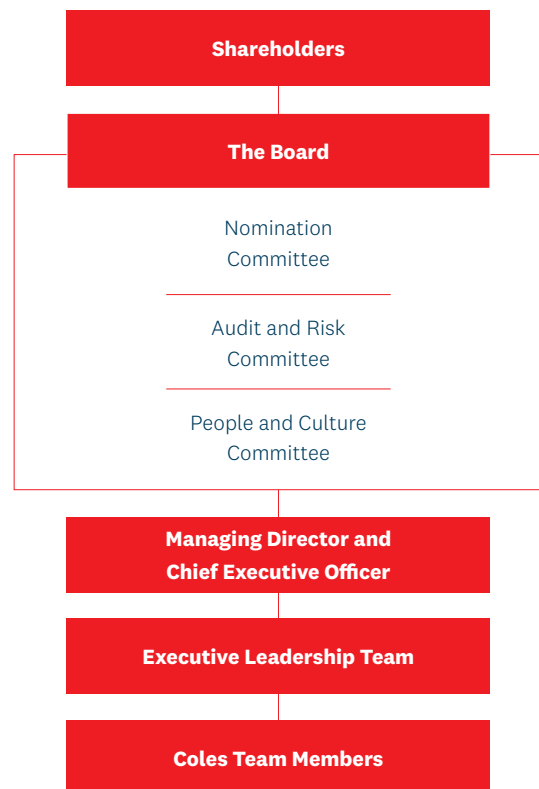 Shareholders
The Board
Nomination
Committee
Audit and Risk
Committee
People and Culture
Committee
Managing Director and
Chief Executive Officer
Executive Leadership Team
Coles Team Members